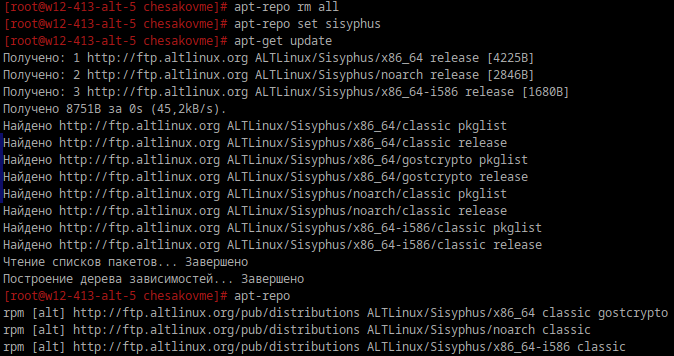 [root@w12-413-alt-5 chesakovme]# apt-repo rm all
[root@w12-413-alt-5 chesakovme]# apt-repo set sisyphus
[root@w12-413-alt-5 chesakovme]# apt-get update
Получено: 1 http://ftp.altlinux.org ALTLinux/Sisyphus/x86_64 release [4225B]
Получено: 2 http://ftp.altlinux.org ALTLinux/Sisyphus/noarch release [2846B]
Получено: 3 http://ftp.altlinux.org ALTLinux/Sisyphus/x86_64-i586 release [1680B]
Получено 8751B за 0s (45,2kB/s).
Найдено http://ftp.altlinux.org ALTLinux/Sisyphus/x86_64/classic pkglist
Найдено http://ftp.altlinux.org ALTLinux/Sisyphus/x86_64/classic release
Найдено http://ftp.altlinux.org ALTLinux/Sisyphus/x86_64/gostcrypto pkglist
Найдено http://ftp.altlinux.org ALTLinux/Sisyphus/x86_64/gostcrypto release
Найдено http://ftp.altlinux.org ALTLinux/Sisyphus/noarch/classic pkglist
Найдено http://ftp.altlinux.org ALTLinux/Sisyphus/noarch/classic release
Найдено http://ftp.altlinux.org ALTLinux/Sisyphus/x86_64-i586/classic pkglist
Найдено http://ftp.altlinux.org ALTLinux/Sisyphus/x86_64-i586/classic release
Чтение списков пакетов... Завершено
Построение дерева зависимостей... Завершено
[root@w12-413-alt-5 chesakovme]# apt-repo
rpm [alt] http://ftp.altlinux.org/pub/distributions ALTLinux/Sisyphus/x86_64 classic gostcrypto
rpm [alt] http://ftp.altlinux.org/pub/distributions ALTLinux/Sisyphus/noarch classic
rpm [alt] http://ftp.altlinux.org/pub/distributions ALTLinux/Sisyphus/x86_64-i586 classic